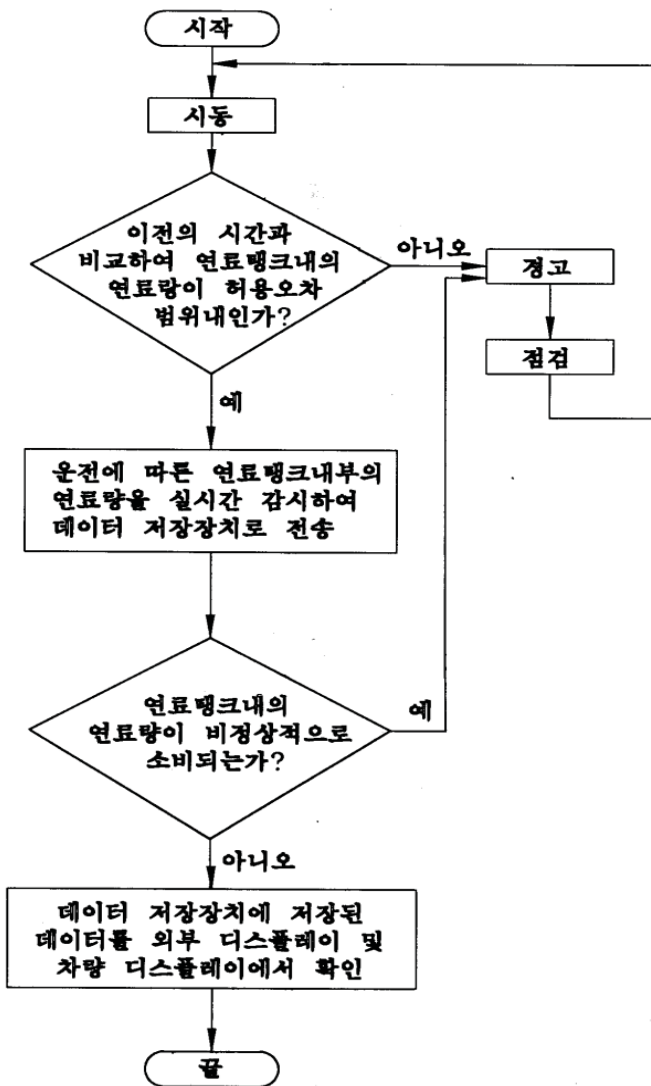 시작
시동
이전의 시간과
비교하여 연료탱크내의
연료량이 허용오차
범위내인가?
아니오
경고
점검
예
운전에 따른 연료탱크내부의
연료량을 실시간 감시하여
데이터 저장장치로 전송
연료탱크내의
연료량이 비정상적으로
소비되는가?
예
아니오
데이터 저장장치에 저장된
데이터를 외부 디스플레이 및
차량 디스플레이에서 확인
끝